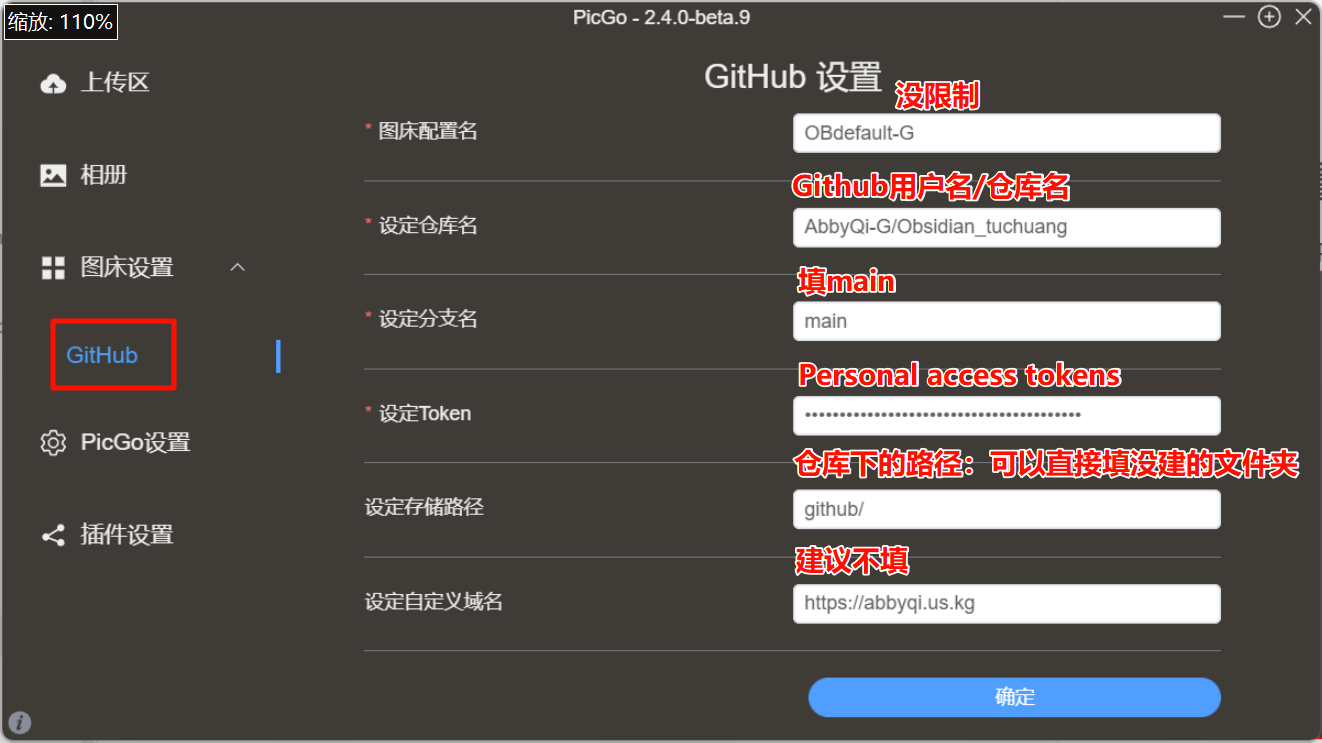 缩放: 110%
PicGo - 2.4.0-beta.9
上传区
相册
图床设置
GitHub
PicGo设置
插件设置
GitHub 设置
没限制
* 图床配置名
OBdefault-G
Github用户名/仓库名
* 设定仓库名
AbbyQi-G/Obsidian_tuchuang
填main
* 设定分支名
main
Personal access tokens
* 设定Token
••••••••••••••••••••••••••••••••••••••••
仓库下的路径：可以直接填没建的文件夹
设定存储路径
github/
建议不填
设定自定义域名
https://abbyqi.us.kg
确定